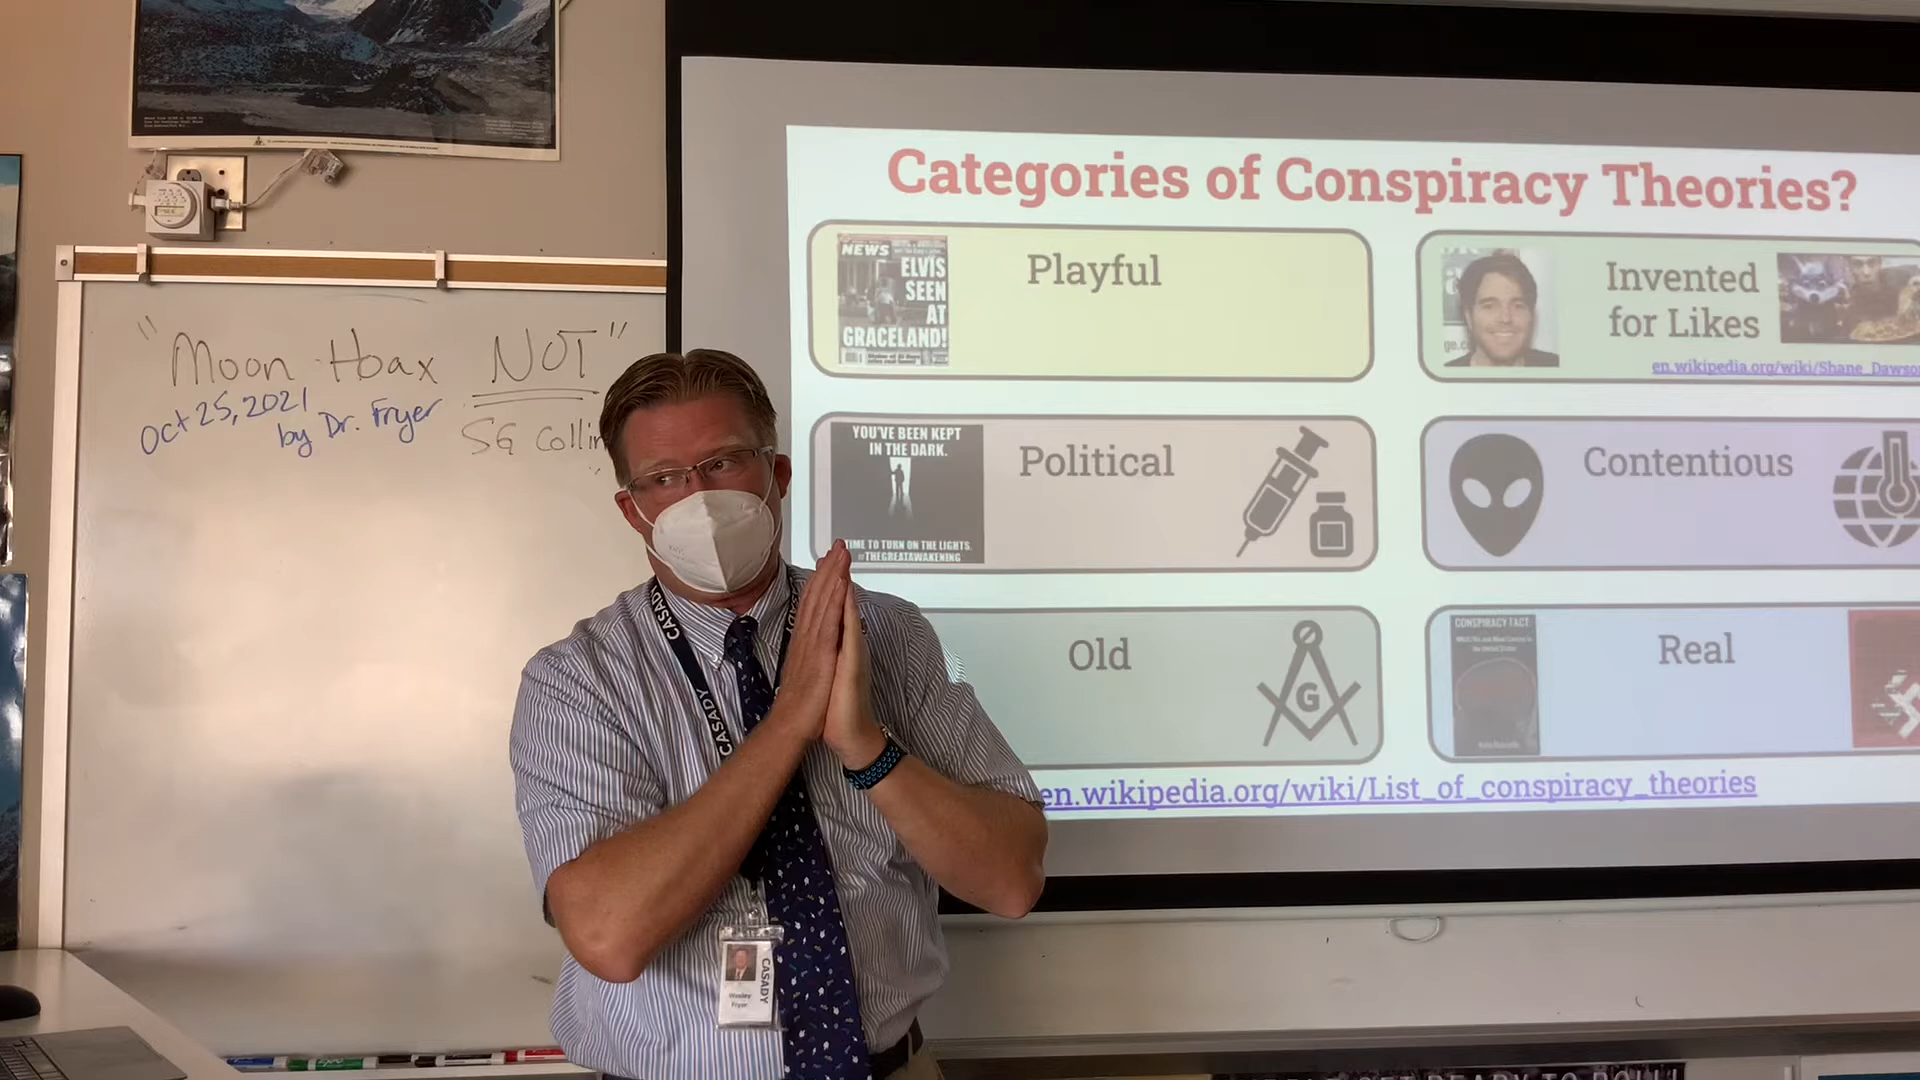 "Moon Hoax NOT"
Oct 25, 2021
by Dr. Fryer
SG Collin
Categories of Conspiracy Theories?
NEWS
ELVIS
SEEN
AT
GRACELAND!
Playful
Invented
for Likes
en.wikipedia.org/wiki/Shane_Dawso
YOU'VE BEEN KEPT
IN THE DARK.
TIME TO TURN ON THE LIGHTS.
#THEGREATAWAKENING
Political
Contentious
Old
G
CONSPIRACY FACT
Real
en.wikipedia.org/wiki/List_of_conspiracy_theories
CASADY
CASADY
CASADY
Wesley
Fryer